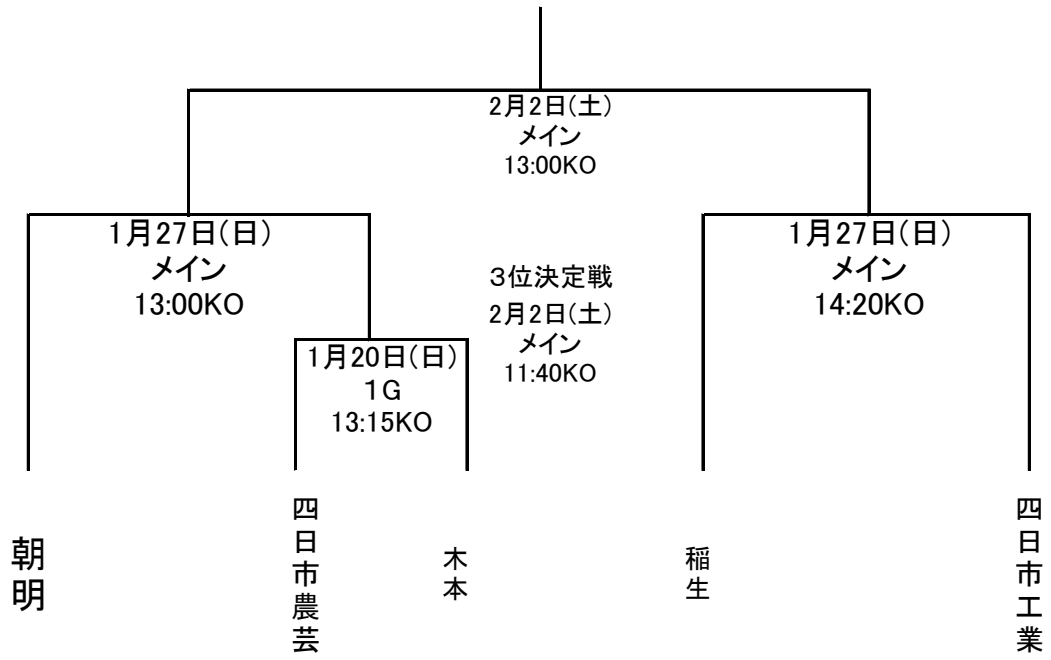 2月2日(土)
メイン
13:00KO
1月27日(日)
メイン
13:00KO
3位決定戦
2月2日(土)
メイン
11:40KO
1月27日(日)
メイン
14:20KO
1月20日(日)
1G
13:15KO
朝明
四日市農芸
木本
稲生
四日市工業